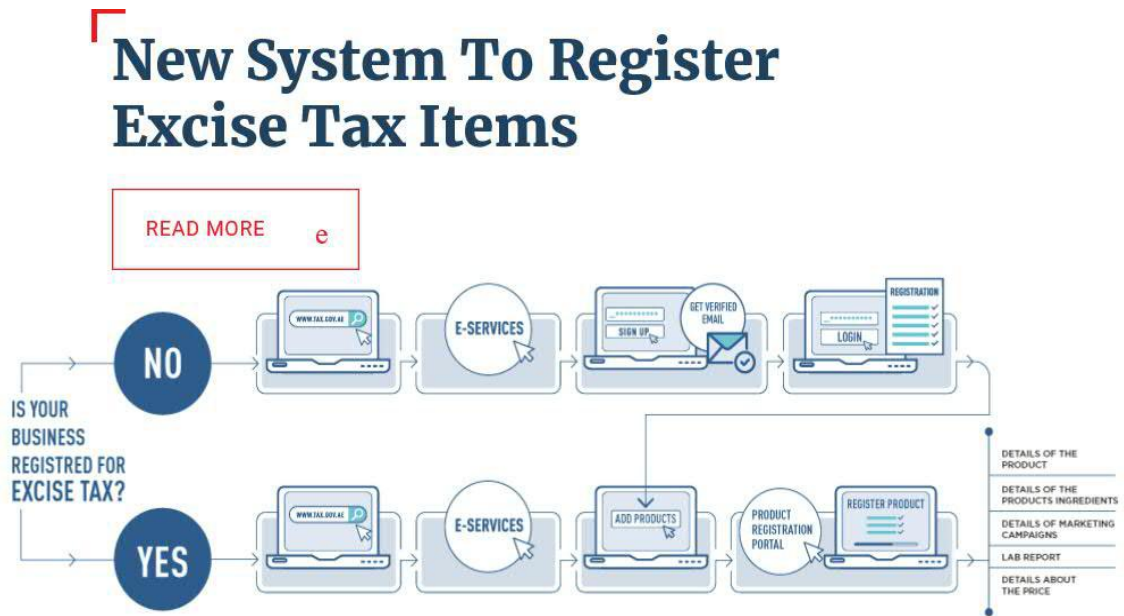 New System To Register
Excise Tax Items
READ MORE e
IS YOUR
BUSINESS
REGISTRED FOR
EXCISE TAX?
NO
WWW.TAX.GOV.AE
E-SERVICES
SIGN UP
GET VERIFIED
EMAIL
LOGIN
REGISTRATION
YES
WWW.TAX.GOV.AE
E-SERVICES
ADD PRODUCTS
PRODUCT
REGISTRATION
PORTAL
REGISTER PRODUCT
DETAILS OF THE
PRODUCT
DETAILS OF THE
PRODUCTS INGREDIENTS
DETAILS OF MARKETING
CAMPAIGNS
LAB REPORT
DETAILS ABOUT
THE PRICE